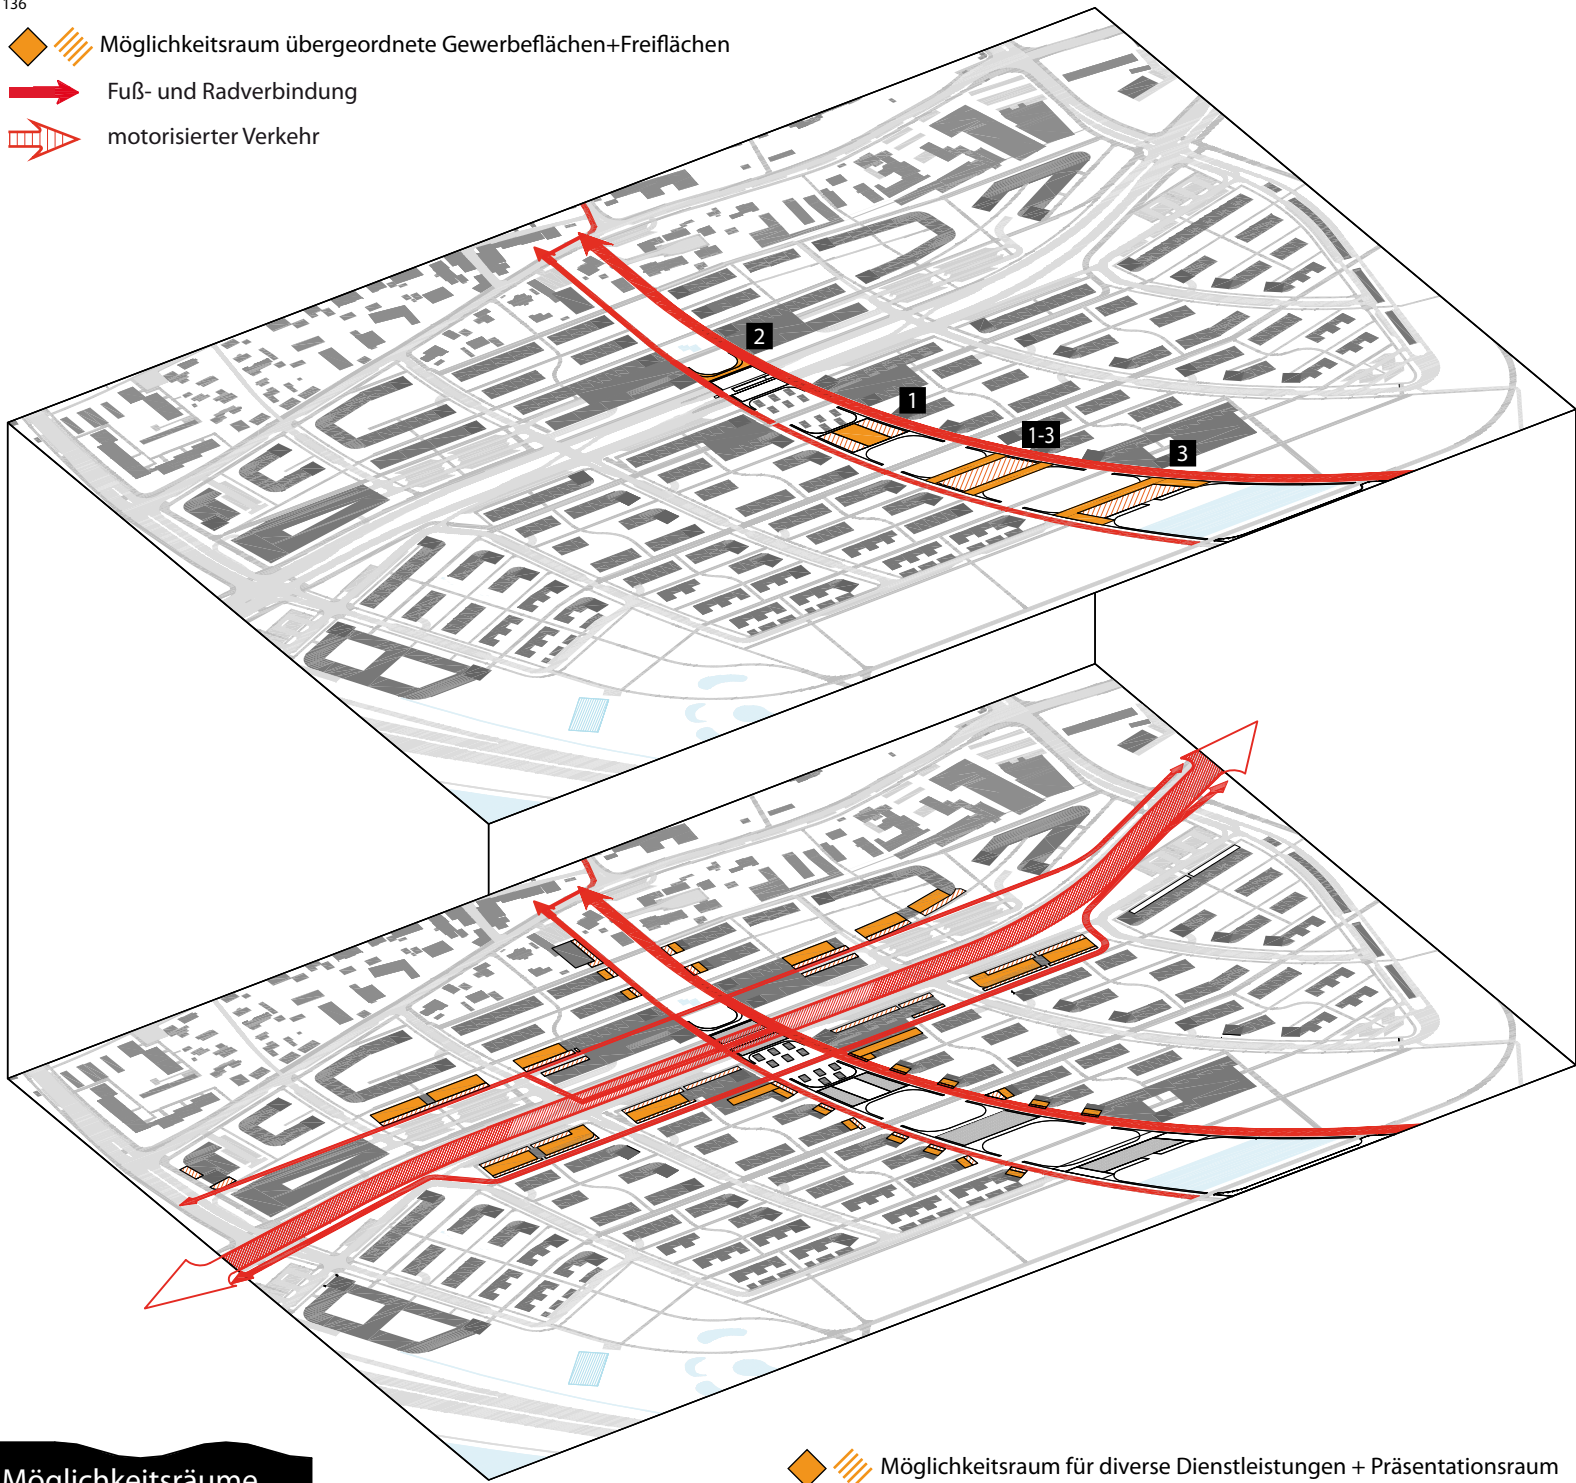 136
Möglichkeitsraum übergeordnete Gewerbeflächen+Freiflächen
Fuß- und Radverbindung
motorisierter Verkehr
2
1
1-3
3
Möglichkeitsräume
Möglichkeitsraum für diverse Dienstleistungen + Präsentationsraum